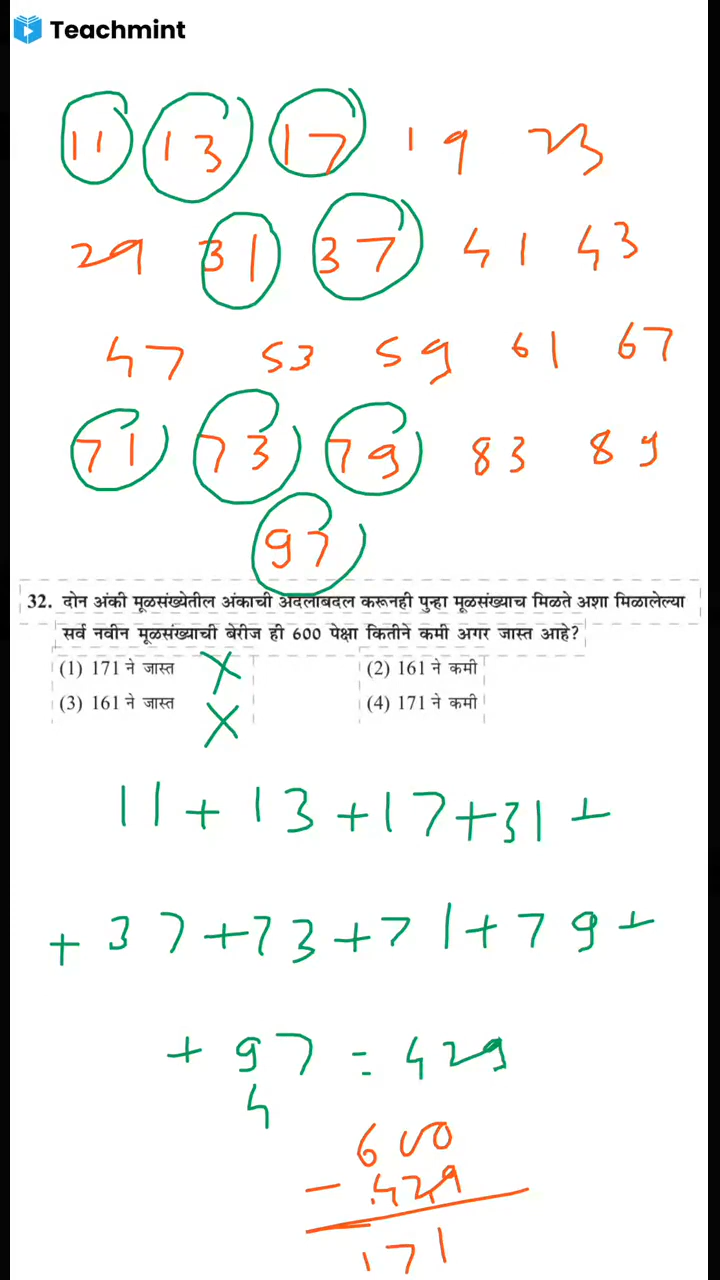 Teachmint
11 13 17 19 23
29 31 37 41 43
47 53 59 61 67
71 73 79 83 89
97
32. दोन अंकी मूळसंख्येतील अंकाची अदलाबदल करूनही पुन्हा मूळसंख्याच मिळते अशा मिळालेल्या
सर्व नवीन मूळसंख्याची बेरीज ही 600 पेक्षा कितीने कमी अगर जास्त आहे?
(1) 171 ने जास्त X (2) 161 ने कमी
(3) 161 ने जास्त X (4) 171 ने कमी
11 + 13 + 17 + 31 +
+ 37 + 73 + 71 + 79 +
+ 97 = 429
4
600
- 429
171